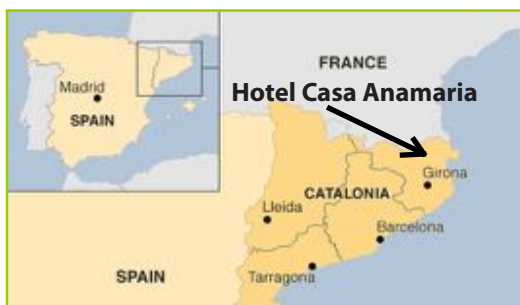 Madrid
SPAIN
FRANCE
Hotel Casa Anamaria
Girona
CATALONIA
Lleida
Barcelona
SPAIN
Tarragona